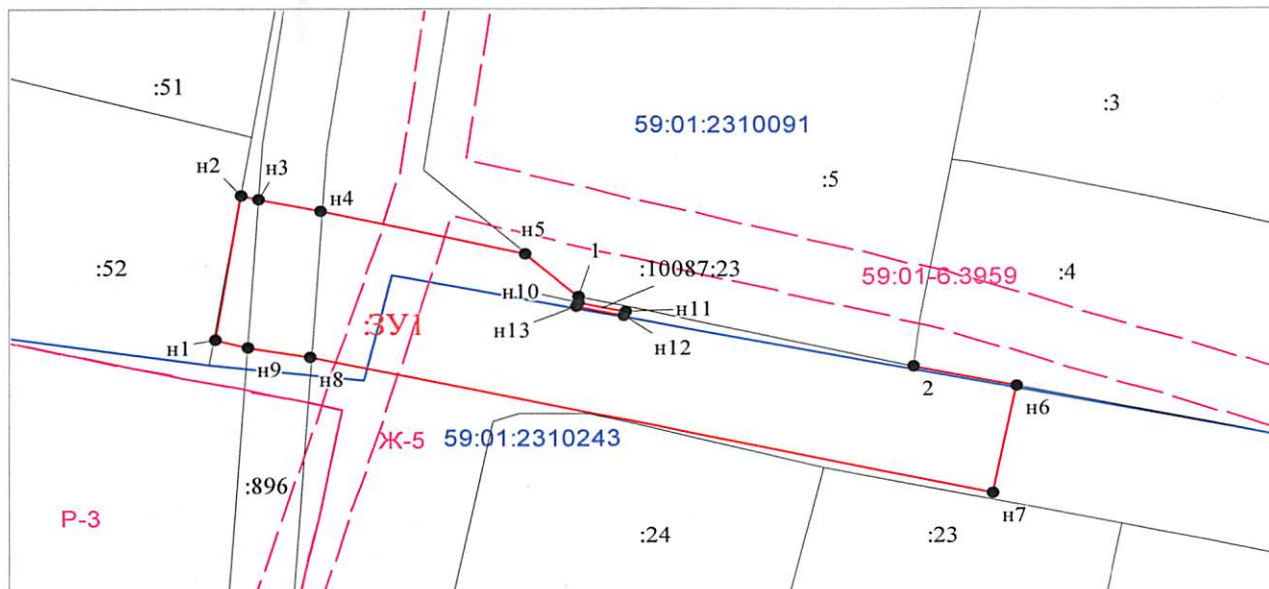 :51
:3
59:01:2310091
н2
н3
:5
н4
н5
:52
1
:10087:23
59:01-6:3959
:4
н10
н11
н13
:ЗУ1
н12
н1
н9
н8
2
н6
Ж-5
59:01:2310243
:896
н7
Р-3
:24
:23